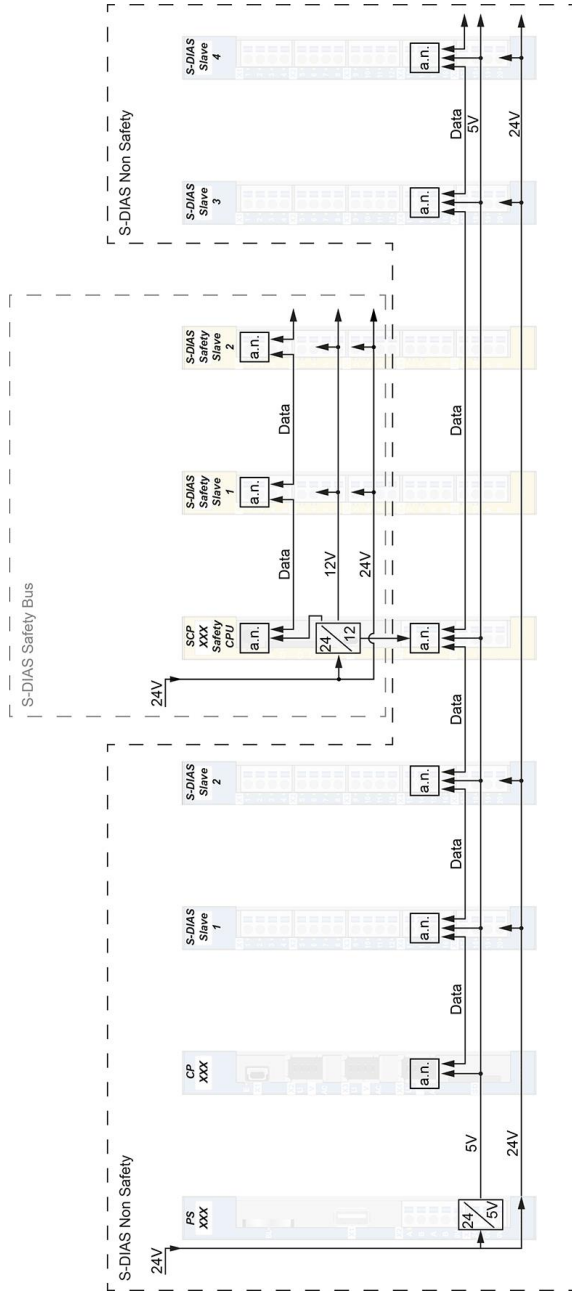 S-DIAS Safety Bus
S-DIAS Non Safety
S-DIAS Non Safety
24V
24V
PS
XXX
CP
XXX
S-DIAS
Slave
1
S-DIAS
Slave
2
SCP
XXX
Safety
CPU
S-DIAS
Safety
Slave
1
S-DIAS
Safety
Slave
2
S-DIAS
Slave
3
S-DIAS
Slave
4
a.n.
a.n.
a.n.
Data
Data
24
12
12V
24V
a.n.
a.n.
a.n.
a.n.
a.n.
a.n.
Data
Data
Data
Data
Data
24
5V
5V
5V
24V
24V